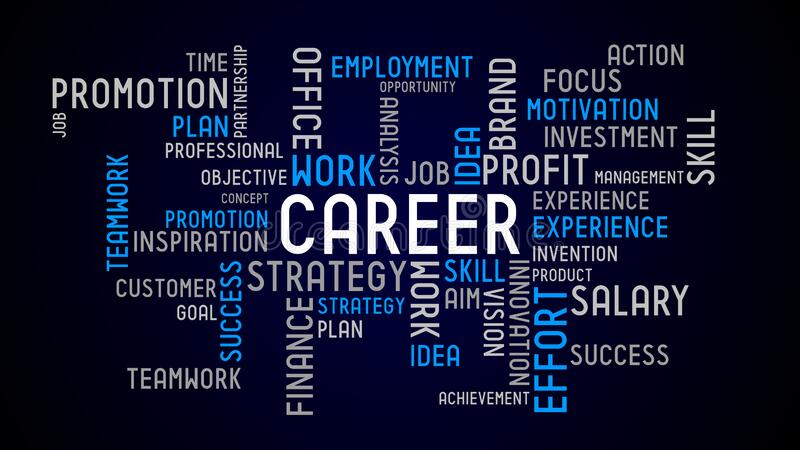 TIME
PARTNERSHIP
PROMOTION
JOB
PLAN
PROFESSIONAL
OBJECTIVE
CONCEPT
TEAMWORK
PROMOTION
INSPIRATION
CUSTOMER
GOAL
SUCCESS
TEAMWORK
OFFICE
EMPLOYMENT
OPPORTUNITY
ANALYSIS
WORK
JOB
IDEA
BRAND
PROFIT
CAREER
STRATEGY
FINANCE
STRATEGY
PLAN
WORK
IDEA
SKILL
AIM
VISION
INNOVATION
ACHIEVEMENT
ACTION
FOCUS
MOTIVATION
INVESTMENT
SKILL
MANAGEMENT
EXPERIENCE
EXPERIENCE
INVENTION
PRODUCT
EFFORT
SALARY
SUCCESS